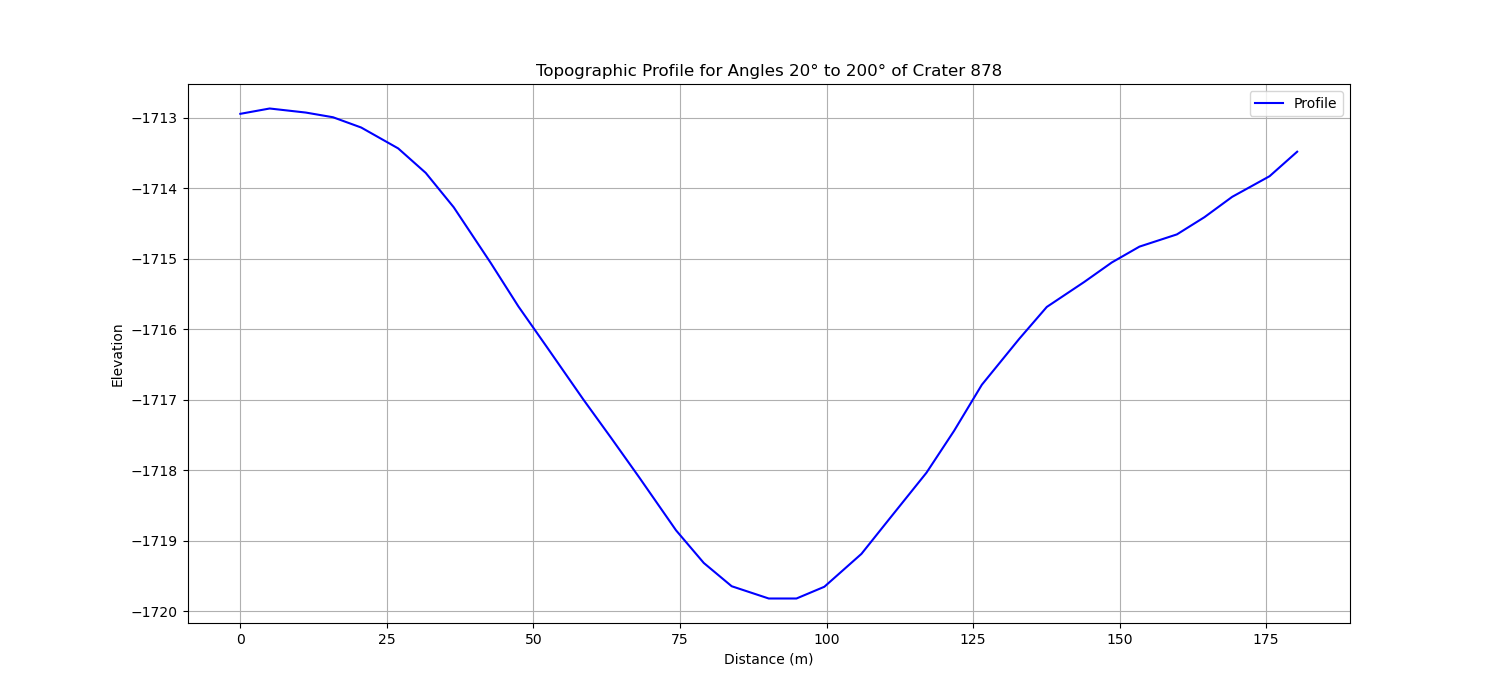 Topographic Profile for Angles 20° to 200° of Crater 878
Profile
−1713
−1714
−1715
−1716
−1717
−1718
−1719
−1720
Elevation
0 25 50 75 100 125 150 175
Distance (m)